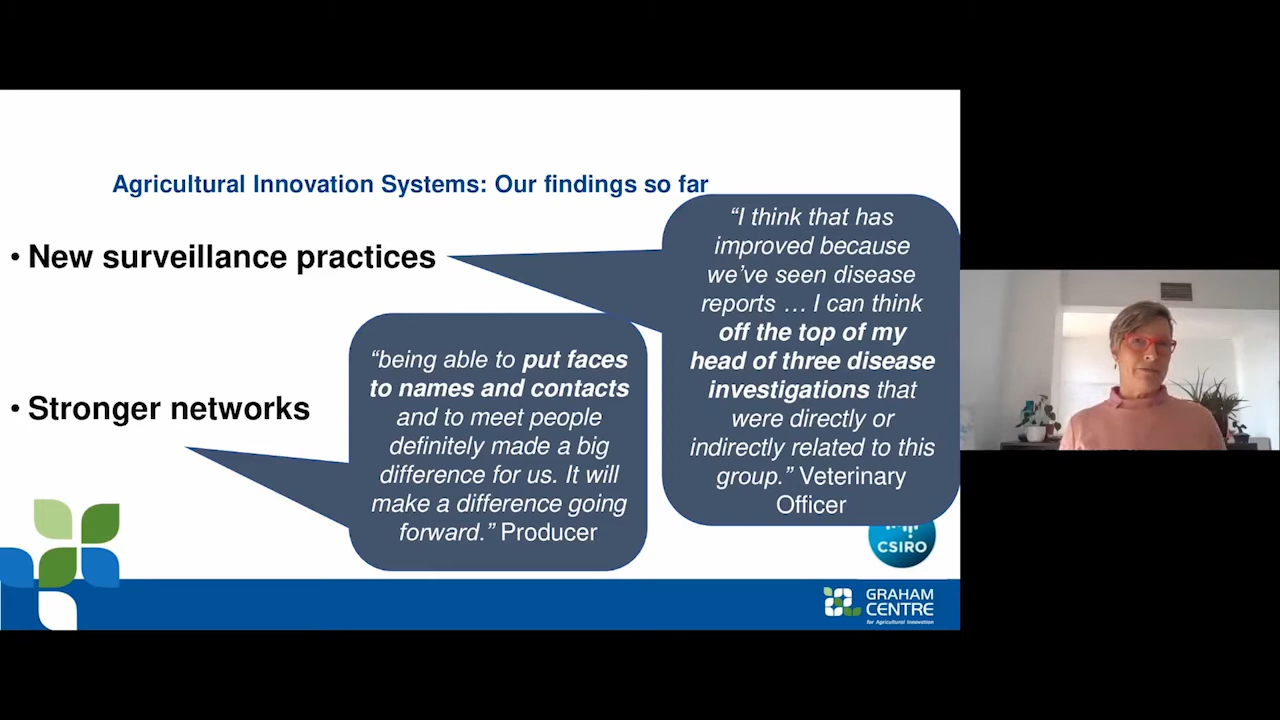 Agricultural Innovation Systems: Our findings so far
• New surveillance practices
“I think that has
improved because
we’ve seen disease
reports … I can think
off the top of my
head of three disease
investigations that
were directly or
indirectly related to this
group.” Veterinary
Officer
• Stronger networks
“being able to put faces
to names and contacts
and to meet people
definitely made a big
difference for us. It will
make a difference going
forward.” Producer
CSIRO
GRAHAM
CENTRE
for Agricultural Innovation